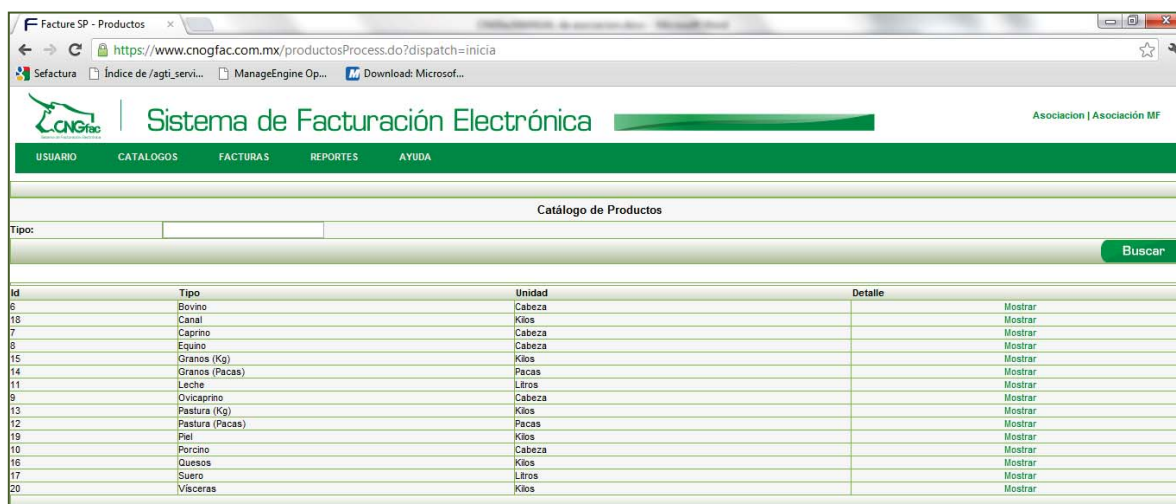 Facture SP - Productos
https://www.cnogfac.com.mx/productosProcess.do?dispatch=inicia
Sefactura Índice de /agti_servi... ManageEngine Op... Download: Microsof...
CNGfac Sistema de Facturación Electrónica Asociacion | Asociación MF
USUARIO CATALOGOS FACTURAS REPORTES AYUDA
Catálogo de Productos
Tipo:
Buscar
Id Tipo Unidad Detalle
6 Bovino Cabeza Mostrar
18 Canal Kilos Mostrar
7 Caprino Cabeza Mostrar
8 Equino Cabeza Mostrar
15 Granos (Kg) Kilos Mostrar
14 Granos (Pacas) Pacas Mostrar
11 Leche Litros Mostrar
9 Ovicaprino Cabeza Mostrar
13 Pastura (Kg) Kilos Mostrar
12 Pastura (Pacas) Pacas Mostrar
19 Piel Kilos Mostrar
10 Porcino Cabeza Mostrar
16 Quesos Kilos Mostrar
17 Suero Litros Mostrar
20 Vísceras Kilos Mostrar